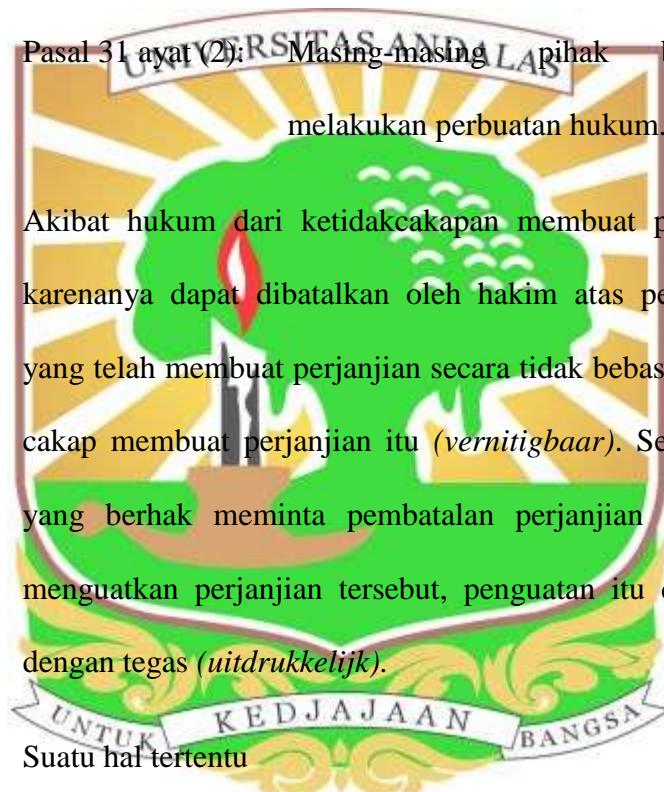 UNIVERSITAS ANDALAS
Pasal 31 ayat (2): Masing-masing pihak
melakukan perbuatan hukum.
Akibat hukum dari ketidakcakapan membuat
karenanya dapat dibatalkan oleh hakim atas
yang telah membuat perjanjian secara tidak bebas
cakap membuat perjanjian itu (vernitigbaar).
yang berhak meminta pembatalan perjanjian
menguatkan perjanjian tersebut, penguatan itu
dengan tegas (uitdrukkelijk).
UNTUK KEDJAJAAN BANGSA
Suatu hal tertentu